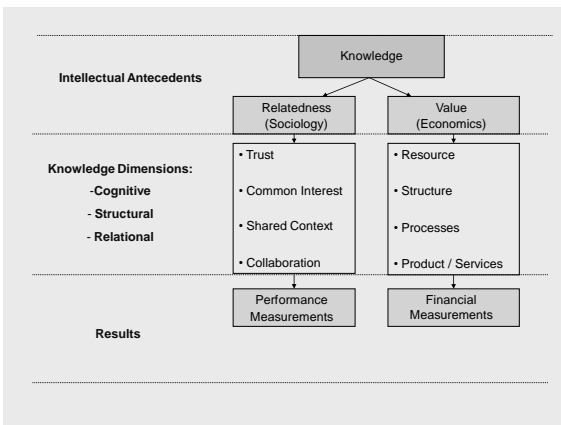 Knowledge
Intellectual Antecedents
Relatedness
(Sociology)
Value
(Economics)
Knowledge Dimensions:
-Cognitive
- Structural
- Relational
• Trust
• Common Interest
• Shared Context
• Collaboration
• Resource
• Structure
• Processes
• Product / Services
Results
Performance
Measurements
Financial
Measurements